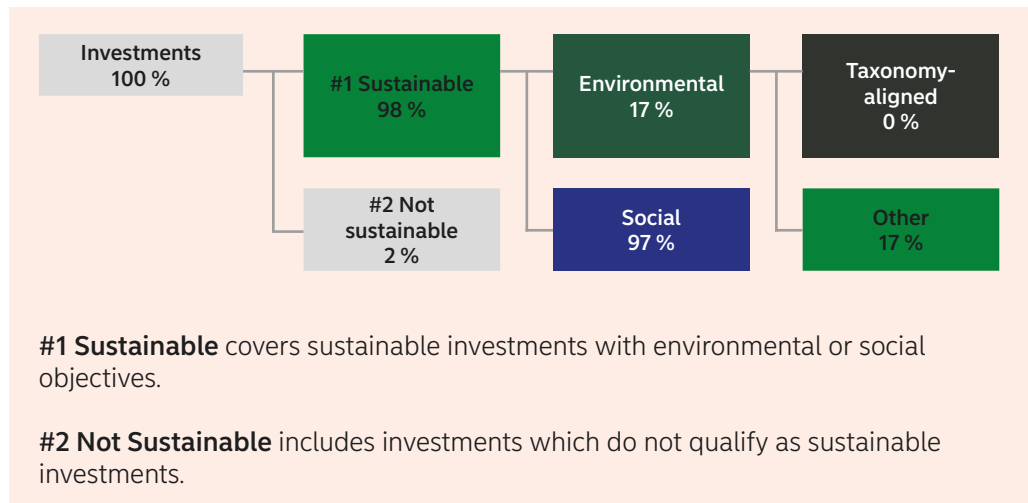 Investments
100 %
#1 Sustainable
98 %
#2 Not
sustainable
2 %
Environmental
17 %
Social
97 %
Taxonomy-
aligned
0 %
Other
17 %
#1 Sustainable covers sustainable investments with environmental or social
objectives.
#2 Not Sustainable includes investments which do not qualify as sustainable
investments.